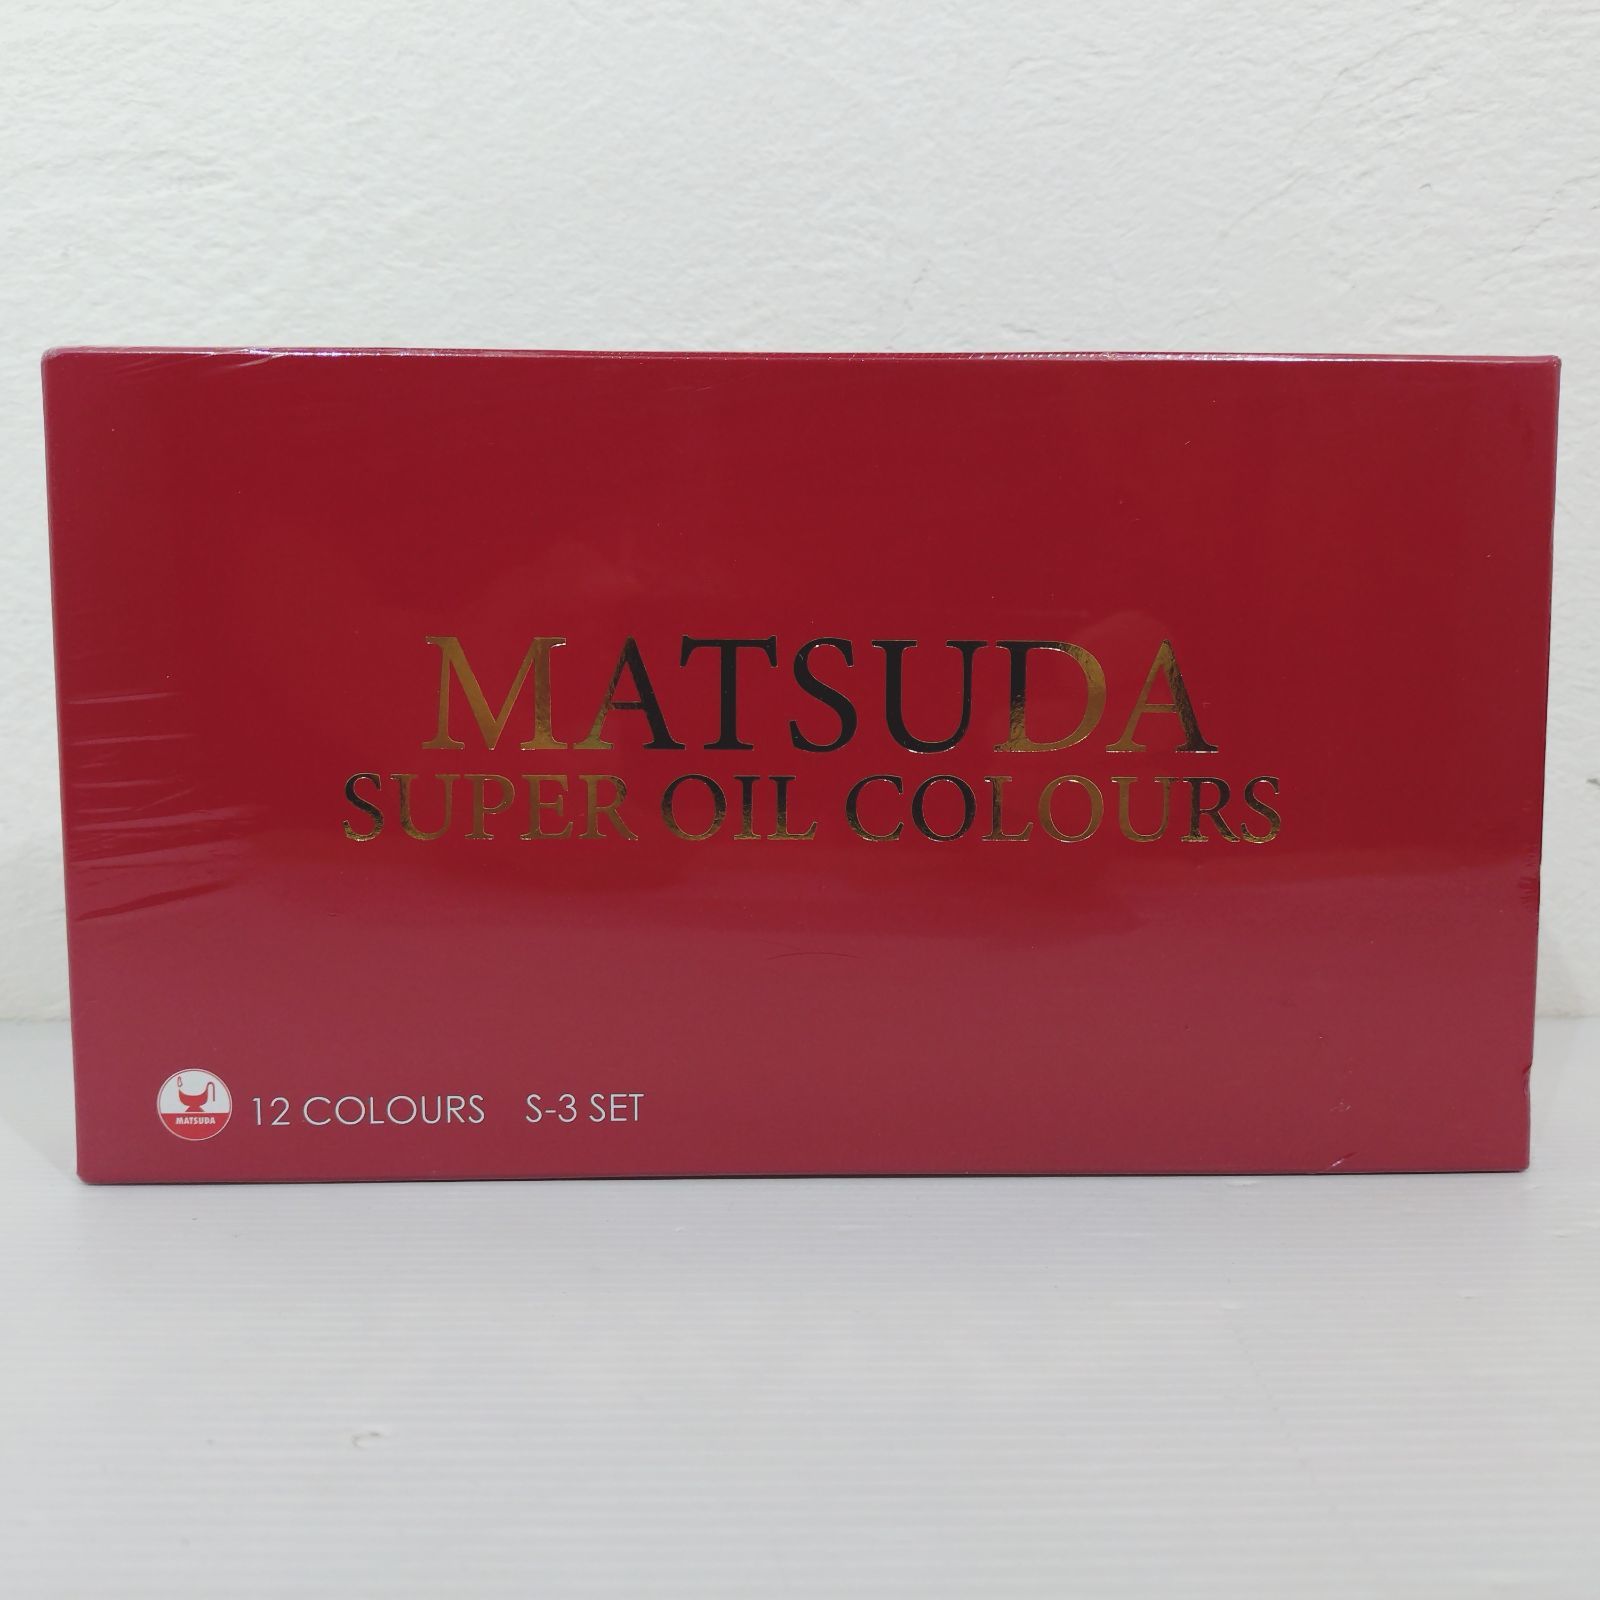 MATSUDA
SUPER OIL COLOURS
MATSUDA
12 COLOURS S-3 SET